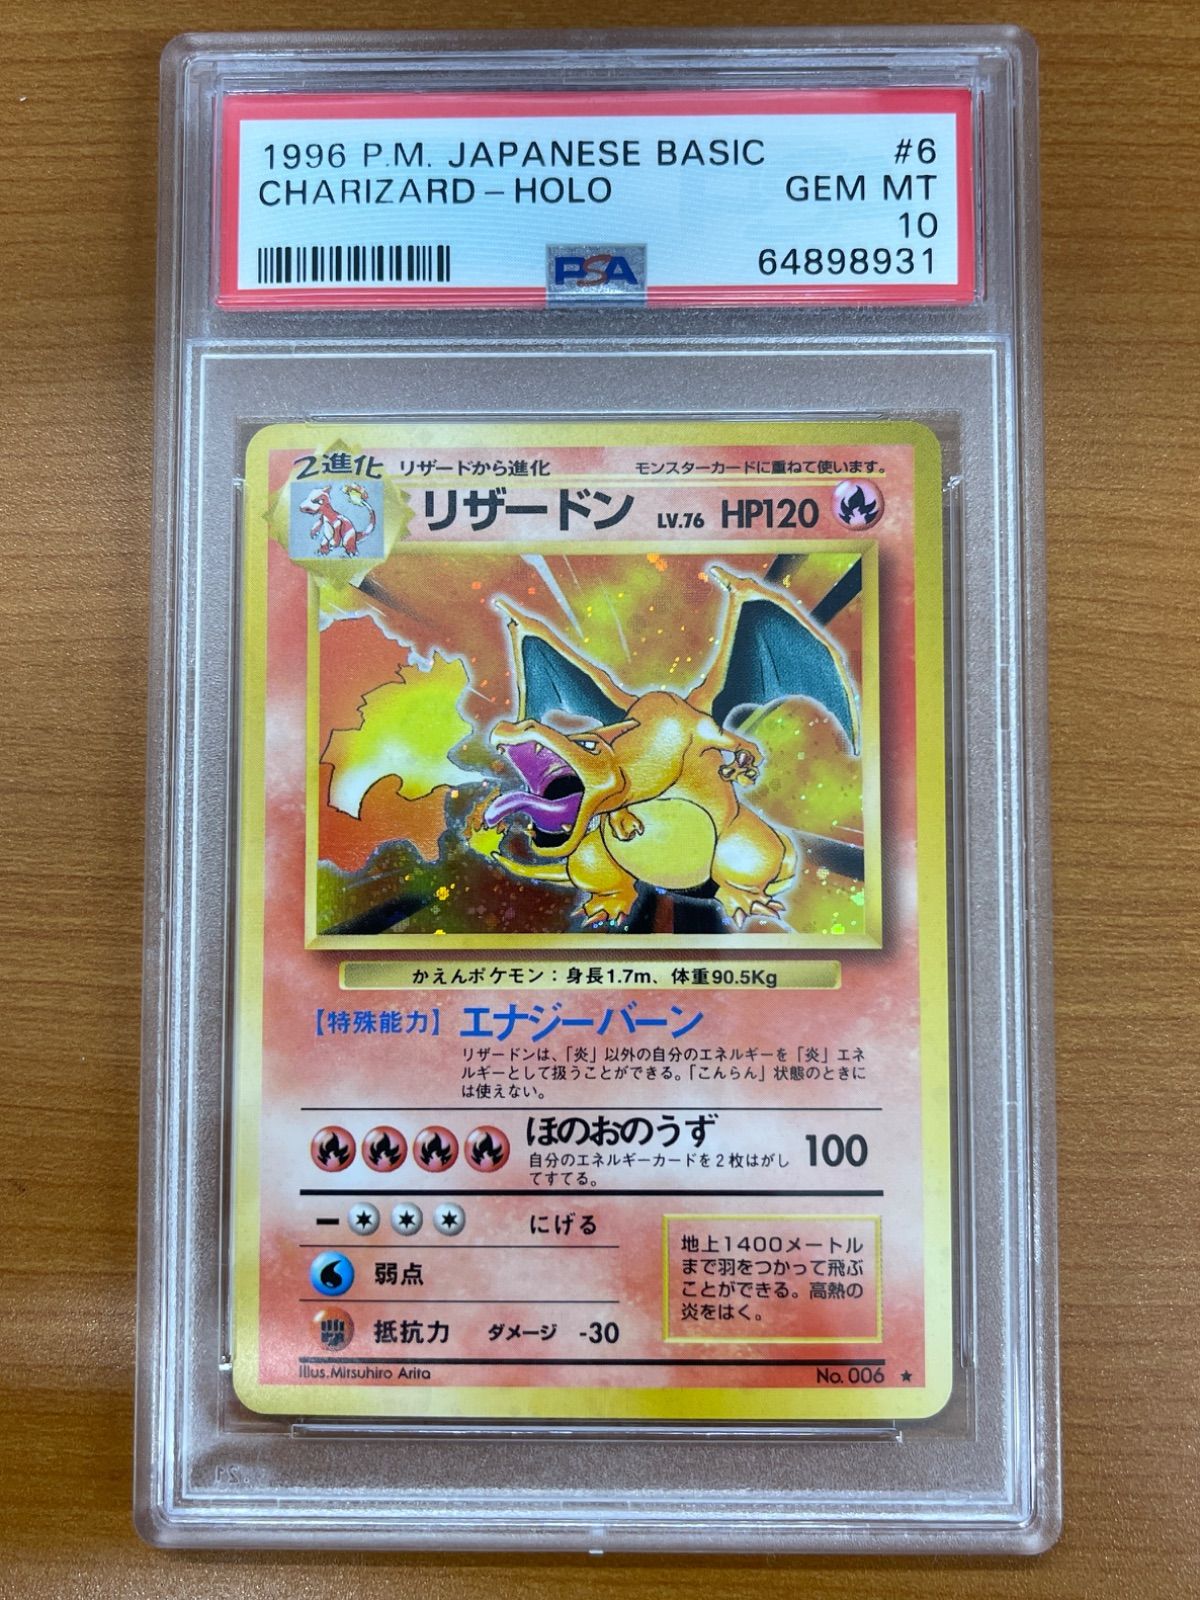 1996 P.M. JAPANESE BASIC #6
CHARIZARD - HOLO GEM MT
10
PSA 64898931
2進化 リザードから進化 モンスターカードに重ねて使います。
リザードン LV.76 HP120
かえんポケモン：身長1.7m、体重90.5Kg
【特殊能力】 エナジーバーン
リザードンは、「炎」以外の自分のエネルギーを「炎」エネ
ルギーとして扱うことができる。「こんらん」状態のときに
は使えない。
ほのおのうず 100
自分のエネルギーカードを2枚はがし
てすてる。
にげる
弱点
抵抗力 ダメージ -30
地上1400メートル
まで羽をつかって飛ぶ
ことができる。高熱の
炎をはく。
Illus.Mitsuhiro Arita No.006 ★